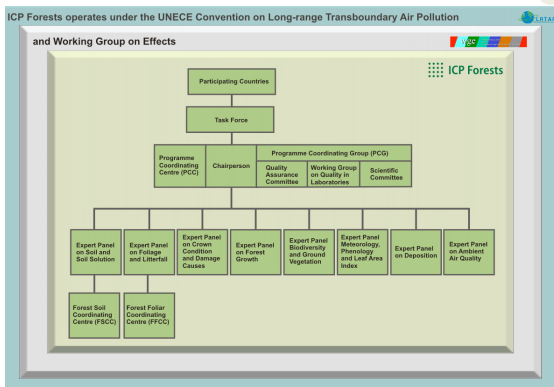 ICP Forests operates under the UNECE Convention on Long-range Transboundary Air Pollution
LRTAP
and Working Group on Effects
wge
ICP Forests
Participating Countries
Task Force
Programme
Coordinating
Centre (PCC)
Chairperson
Programme Coordinating Group (PCG)
Quality
Assurance
Committee
Working Group
on Quality in
Laboratories
Scientific
Committee
Expert Panel
on Soil and
Soil Solution
Expert Panel
on Foliage
and Litterfall
Expert Panel
on Crown
Condition
and Damage
Causes
Expert Panel
on Forest
Growth
Expert Panel
Biodiversity
and Ground
Vegetation
Expert Panel
Meteorology,
Phenology
and Leaf Area
Index
Expert Panel
on Deposition
Expert Panel
on Ambient
Air Quality
Forest Soil
Coordinating
Centre (FSCC)
Forest Foliar
Coordinating
Centre (FFCC)